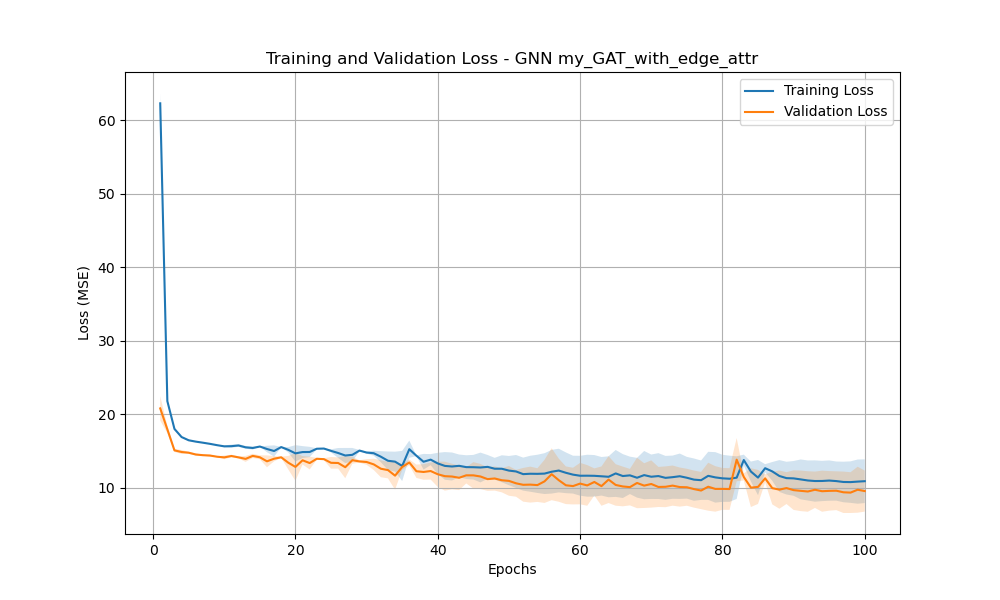 Training and Validation Loss - GNN my_GAT_with_edge_attr
Training Loss
Validation Loss
Loss (MSE)
60
50
40
30
20
10
0
20
40
60
80
100
Epochs